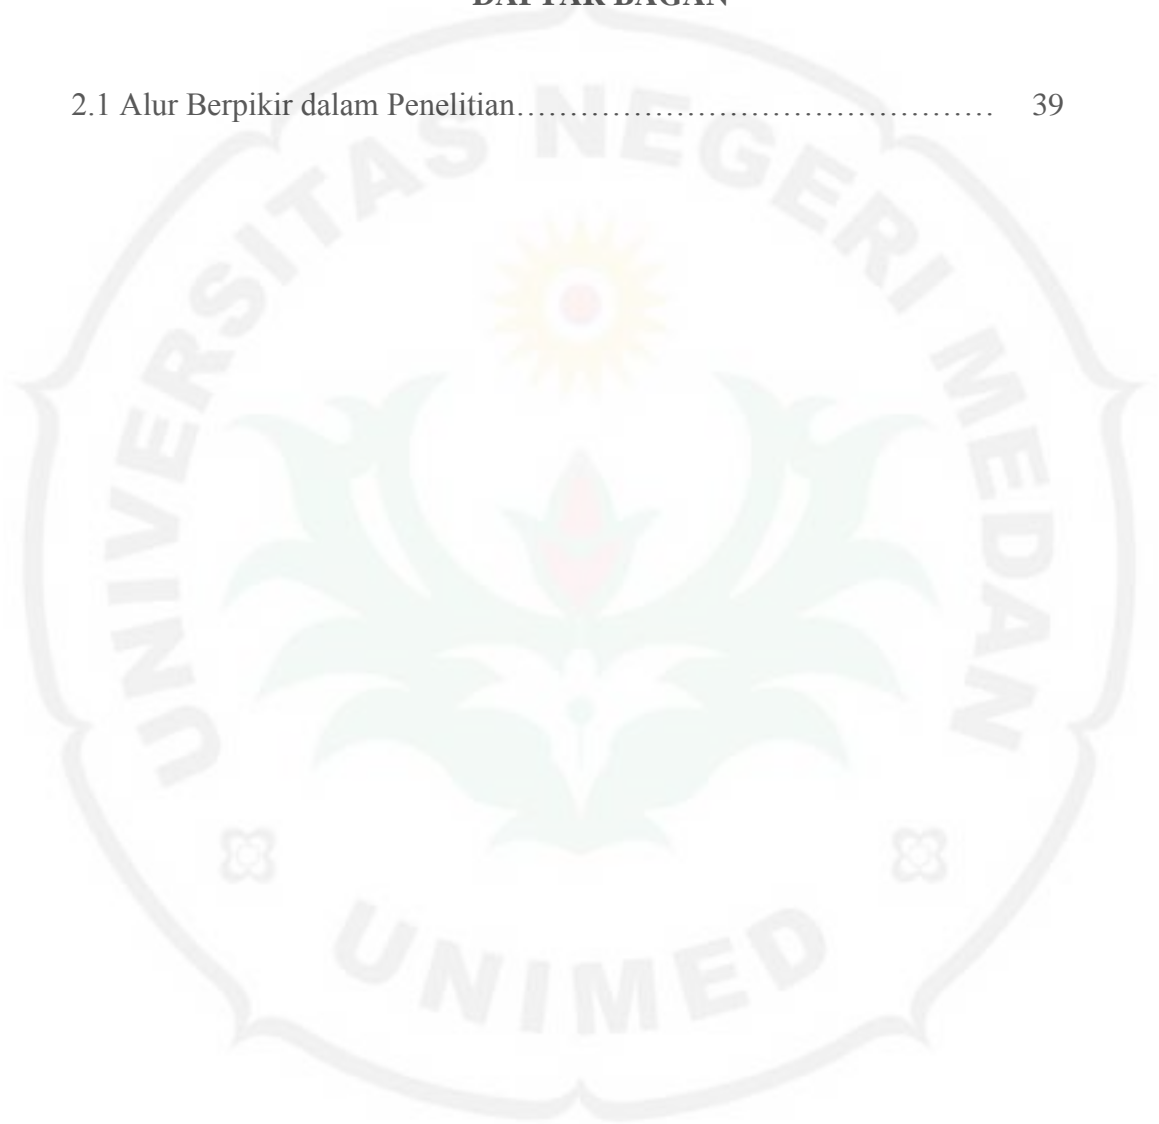 DAFTAR BAGAN
2.1 Alur Berpikir dalam Penelitian………………………………………  39
UNIVERSITAS NEGERI MEDAN
UNIMED